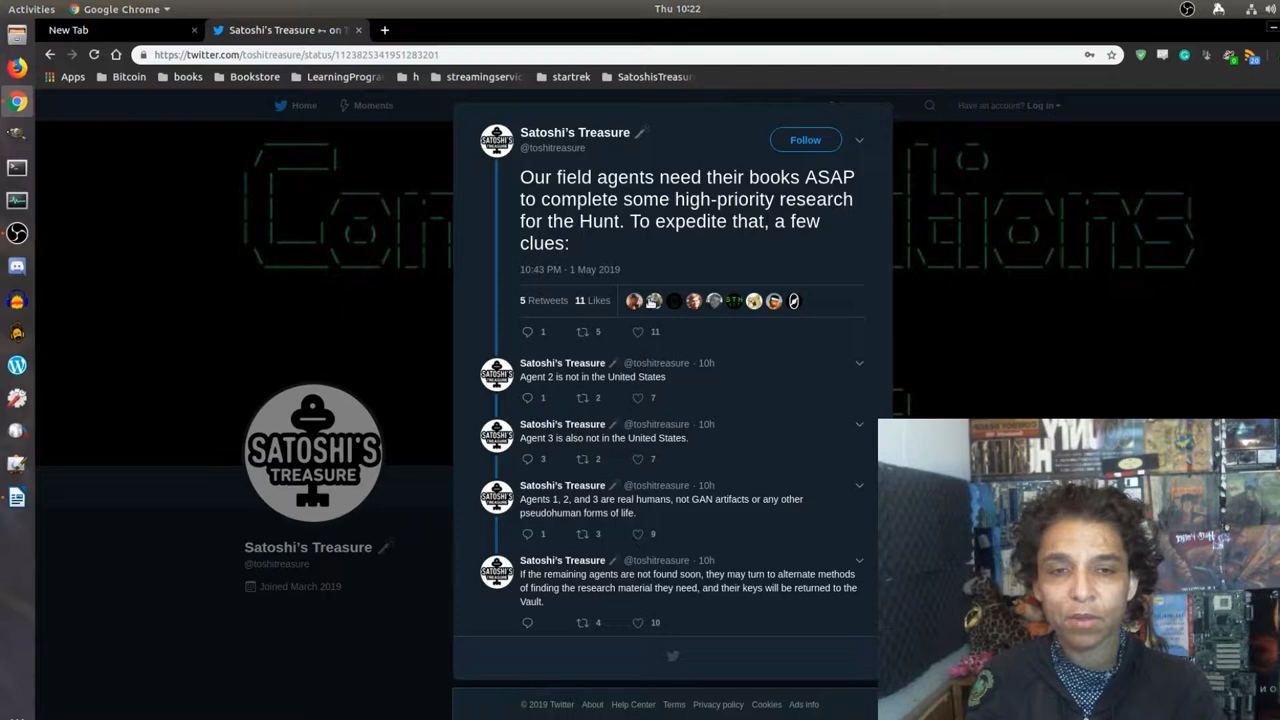 Activities
Google Chrome
Thu 10:22
New Tab
Satoshi's Treasure 🗝 on T
https://twitter.com/toshitreasure/status/1123825341951283201
Apps
Bitcoin
books
Bookstore
LearningProgra
h
streamingservic
startrek
SatoshisTreasur
0
20
Home
Moments
Have an account? Log in
Satoshi's Treasure
@toshitreasure
Follow
Our field agents need their books ASAP
to complete some high-priority research
for the Hunt. To expedite that, a few
clues:
10:43 PM - 1 May 2019
5 Retweets 11 Likes
1 5 11
Satoshi's Treasure @toshitreasure · 10h
Agent 2 is not in the United States
1 2 7
Satoshi's Treasure @toshitreasure · 10h
Agent 3 is also not in the United States.
3 2 7
Satoshi's Treasure @toshitreasure · 10h
Agents 1, 2, and 3 are real humans, not GAN artifacts or any other
pseudohuman forms of life.
1 3 9
Satoshi's Treasure @toshitreasure · 10h
If the remaining agents are not found soon, they may turn to alternate methods
of finding the research material they need, and their keys will be returned to the
Vault.
4 10
© 2019 Twitter About Help Center Terms Privacy policy Cookies Ads info
SATOSHI'S
TREASURE
Satoshi's Treasure
@toshitreasure
Joined March 2019